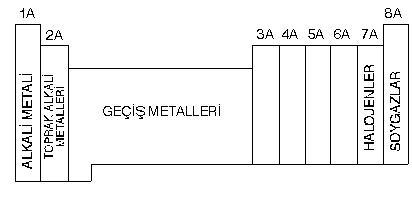 1A
8A
2A
3A 4A 5A 6A 7A
ALKALİ METALİ
TOPRAK ALKALİ
METALLERİ
GEÇİŞ METALLERİ
HALOJENLER
SOYGAZLAR